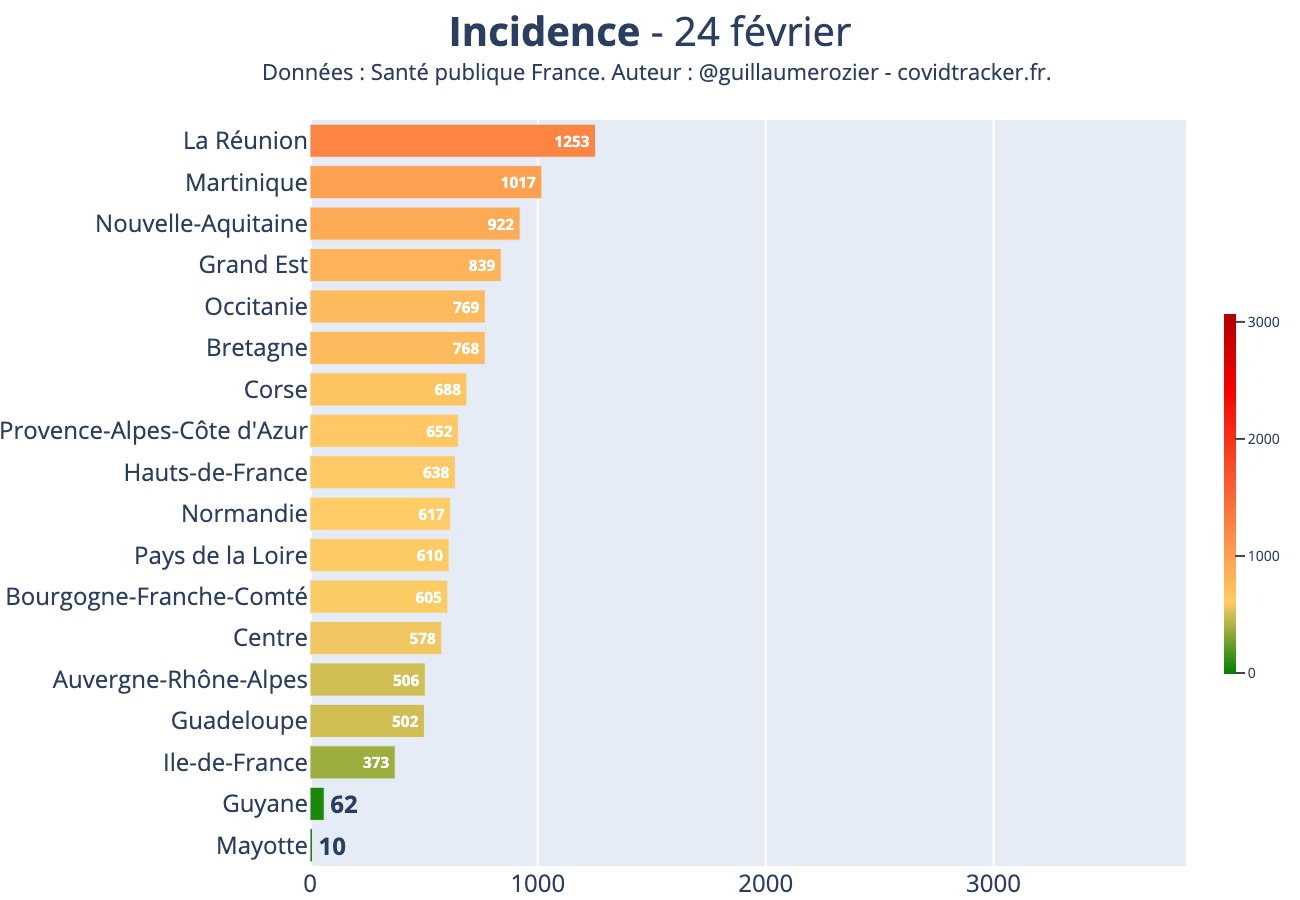 Incidence - 24 février
Données : Santé publique France. Auteur : @guillaumerozier - covidtracker.fr.
La Réunion 1253
Martinique 1017
Nouvelle-Aquitaine 922
Grand Est 839
Occitanie 769
Bretagne 768
Corse 688
Provence-Alpes-Côte d'Azur 652
Hauts-de-France 638
Normandie 617
Pays de la Loire 610
Bourgogne-Franche-Comté 605
Centre 578
Auvergne-Rhône-Alpes 506
Guadeloupe 502
Ile-de-France 373
Guyane 62
Mayotte 10
0 1000 2000 3000
3000
2000
1000
0